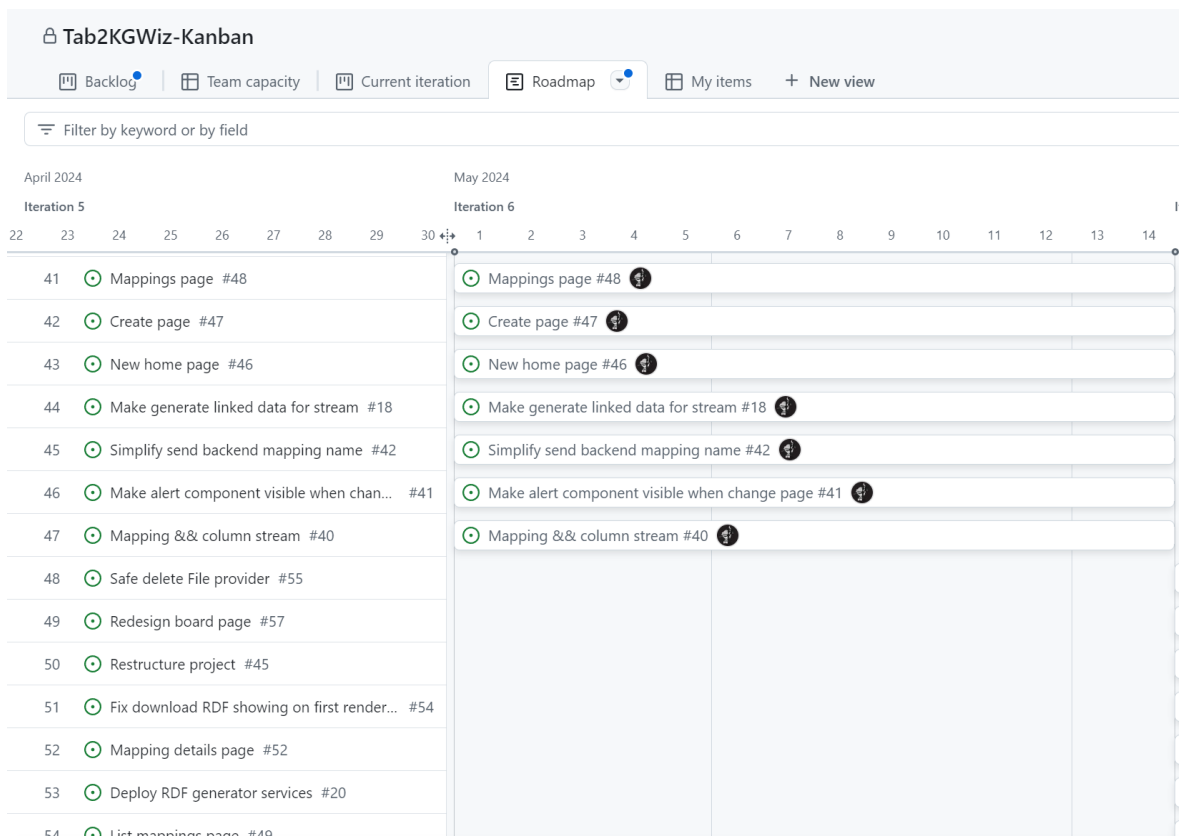 Tab2KGWiz-Kanban
Backlog Team capacity Current iteration Roadmap My items New view
Filter by keyword or by field
April 2024 May 2024
Iteration 5 Iteration 6
22 23 24 25 26 27 28 29 30 1 2 3 4 5 6 7 8 9 10 11 12 13 14
41 Mappings page #48 Mappings page #48
42 Create page #47 Create page #47
43 New home page #46 New home page #46
44 Make generate linked data for stream #18 Make generate linked data for stream #18
45 Simplify send backend mapping name #42 Simplify send backend mapping name #42
46 Make alert component visible when chan... #41 Make alert component visible when change page #41
47 Mapping && column stream #40 Mapping && column stream #40
48 Safe delete File provider #55
49 Redesign board page #57
50 Restructure project #45
51 Fix download RDF showing on first render... #54
52 Mapping details page #52
53 Deploy RDF generator services #20
54 List mappings page #49